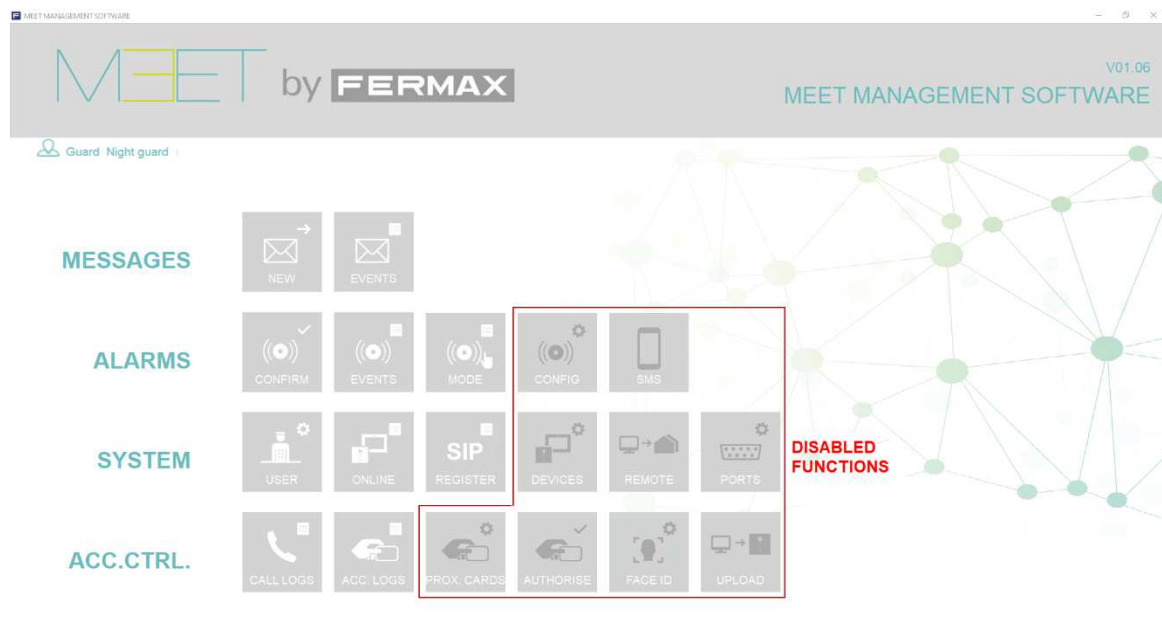 MEET MANAGEMENT SOFTWARE
MEET by FERMAX
V01.06
MEET MANAGEMENT SOFTWARE
Guard Night guard
MESSAGES
NEW
EVENTS
ALARMS
CONFIRM
EVENTS
MODE
CONFIG
SMS
SYSTEM
USER
ONLINE
SIP
REGISTER
DEVICES
REMOTE
PORTS
DISABLED
FUNCTIONS
ACC.CTRL.
CALL LOGS
ACC. LOGS
PROX. CARDS
AUTHORISE
FACE ID
UPLOAD